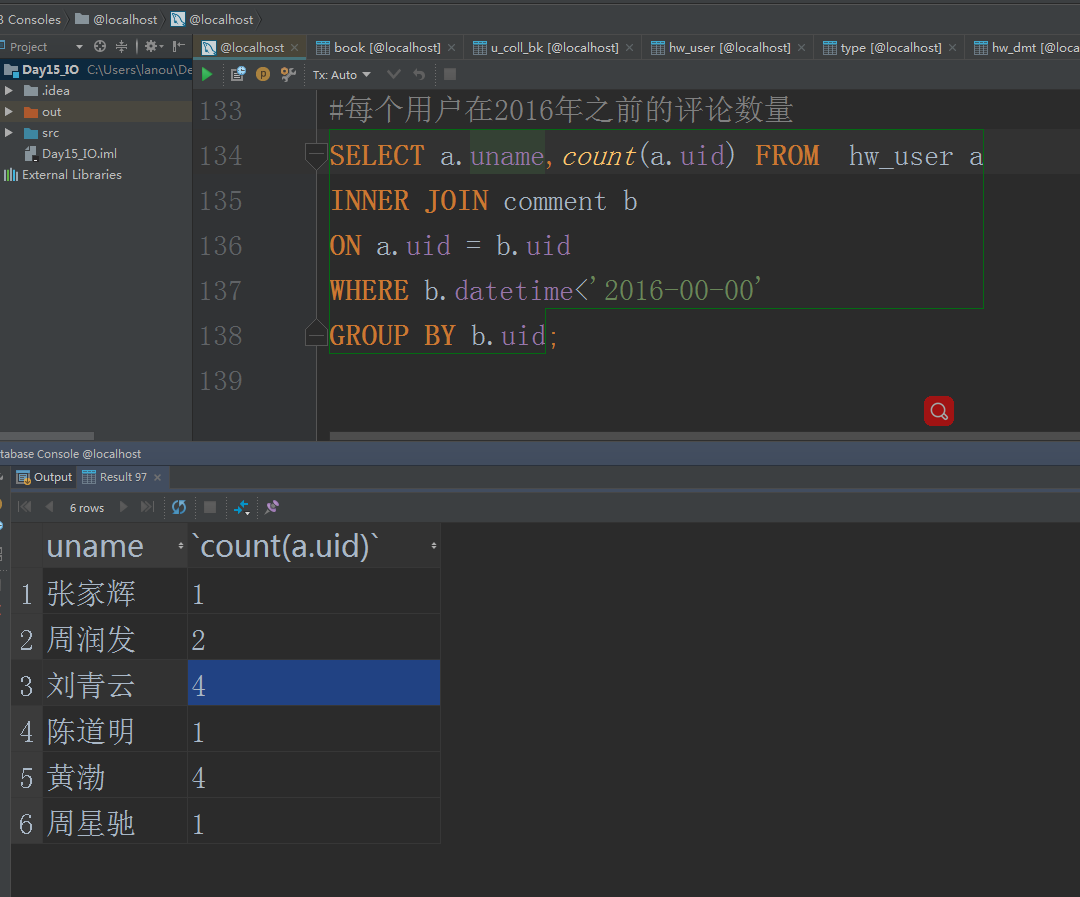 Consoles @localhost @localhost
Project
@localhost book [@localhost] u_coll_bk [@localhost] hw_user [@localhost] type [@localhost] hw_dmt
Day15_IO C:\Users\lanou\De
Tx: Auto
.idea
out
src
Day15_IO.iml
External Libraries
133 #每个用户在2016年之前的评论数量
134 SELECT a.uname,count(a.uid) FROM hw_user a
135 INNER JOIN comment b
136 ON a.uid = b.uid
137 WHERE b.datetime<'2016-00-00'
138 GROUP BY b.uid;
139
tabase Console @localhost
Output Result 97
6 rows
uname `count(a.uid)`
1 张家辉 1
2 周润发 2
3 刘青云 4
4 陈道明 1
5 黄渤 4
6 周星驰 1